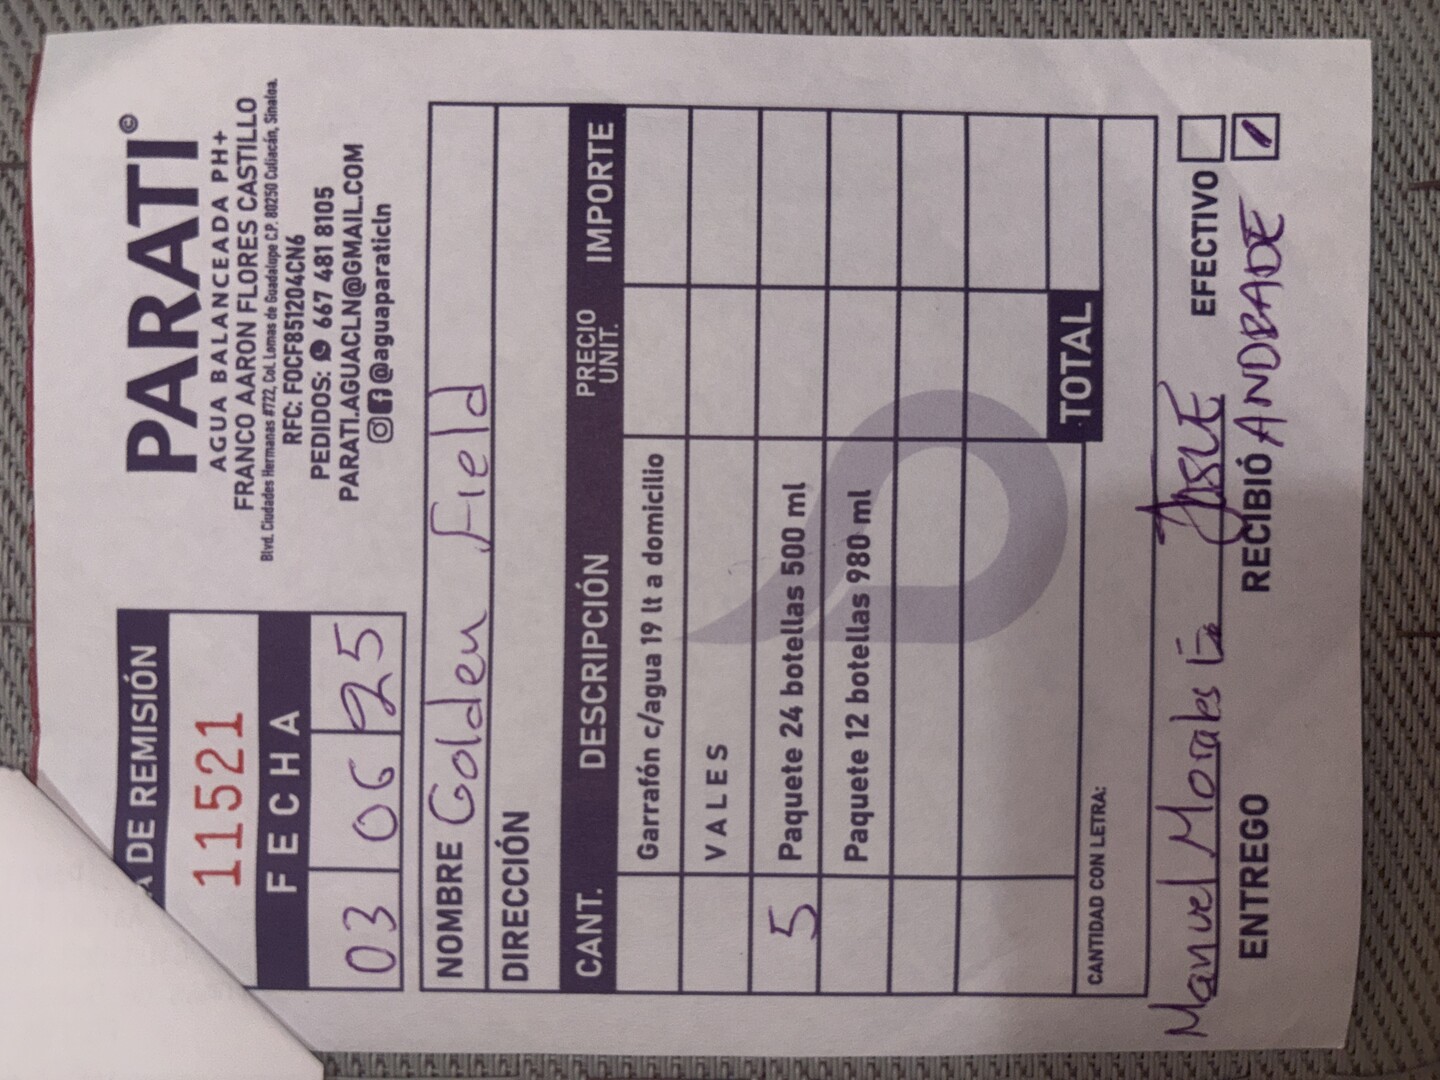 PARATI©
AGUA BALANCEADA PH+
FRANCO AARON FLORES CASTILLO
Blvd. Ciudades Hermanas #722, Col. Lomas de Guadalupe C.P. 80250 Culiacán, Sinaloa.
RFC: FOCF851204CN6
PEDIDOS: 667 481 8105
PARATI.AGUACLN@GMAIL.COM
@aguaparaticln
A DE REMISIÓN
11521
FECHA
03 06 25
NOMBRE Golden Field
DIRECCIÓN
CANT. DESCRIPCIÓN PRECIO UNIT. IMPORTE
Garrafón c/agua 19 lt a domicilio
VALES
5 Paquete 24 botellas 500 ml
Paquete 12 botellas 980 ml
TOTAL
CANTIDAD CON LETRA:
Manuel Morales JOSUE EFECTIVO
ENTREGO RECIBIÓ ANDRADE